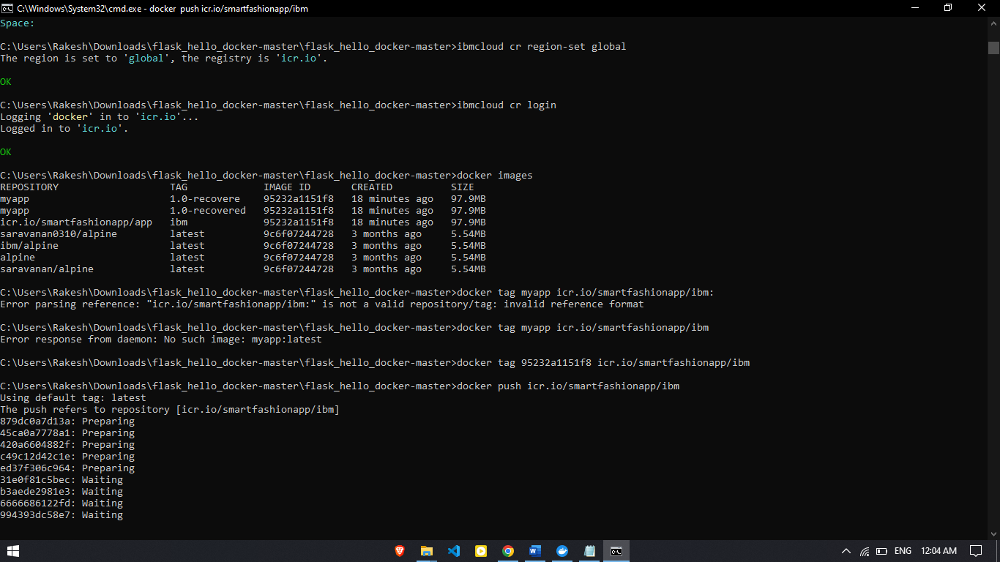 C:\Windows\System32\cmd.exe - docker push icr.io/smartfashionapp/ibm
Space:
C:\Users\Rakesh\Downloads\flask_hello_docker-master\flask_hello_docker-master>ibmcloud cr region-set global
The region is set to 'global', the registry is 'icr.io'.
OK
C:\Users\Rakesh\Downloads\flask_hello_docker-master\flask_hello_docker-master>ibmcloud cr login
Logging 'docker' in to 'icr.io'...
Logged in to 'icr.io'.
OK
C:\Users\Rakesh\Downloads\flask_hello_docker-master\flask_hello_docker-master>docker images
REPOSITORY TAG IMAGE ID CREATED SIZE
myapp 1.0-recovere 95232a1151f8 18 minutes ago 97.9MB
myapp 1.0-recovered 95232a1151f8 18 minutes ago 97.9MB
icr.io/smartfashionapp/app ibm 95232a1151f8 18 minutes ago 97.9MB
saravanan0310/alpine latest 9c6f07244728 3 months ago 5.54MB
ibm/alpine latest 9c6f07244728 3 months ago 5.54MB
alpine latest 9c6f07244728 3 months ago 5.54MB
saravanan/alpine latest 9c6f07244728 3 months ago 5.54MB
C:\Users\Rakesh\Downloads\flask_hello_docker-master\flask_hello_docker-master>docker tag myapp icr.io/smartfashionapp/ibm:
Error parsing reference: "icr.io/smartfashionapp/ibm:" is not a valid repository/tag: invalid reference format
C:\Users\Rakesh\Downloads\flask_hello_docker-master\flask_hello_docker-master>docker tag myapp icr.io/smartfashionapp/ibm
Error response from daemon: No such image: myapp:latest
C:\Users\Rakesh\Downloads\flask_hello_docker-master\flask_hello_docker-master>docker tag 95232a1151f8 icr.io/smartfashionapp/ibm
C:\Users\Rakesh\Downloads\flask_hello_docker-master\flask_hello_docker-master>docker push icr.io/smartfashionapp/ibm
Using default tag: latest
The push refers to repository [icr.io/smartfashionapp/ibm]
879dc0a7d13a: Preparing
45ca0a7778a1: Preparing
420a6604882f: Preparing
c49c12d42c1e: Preparing
ed37f306c964: Preparing
31e0f81c5bec: Waiting
b3aede2981e3: Waiting
6666686122fd: Waiting
994393dc58e7: Waiting
ENG 12:04 AM